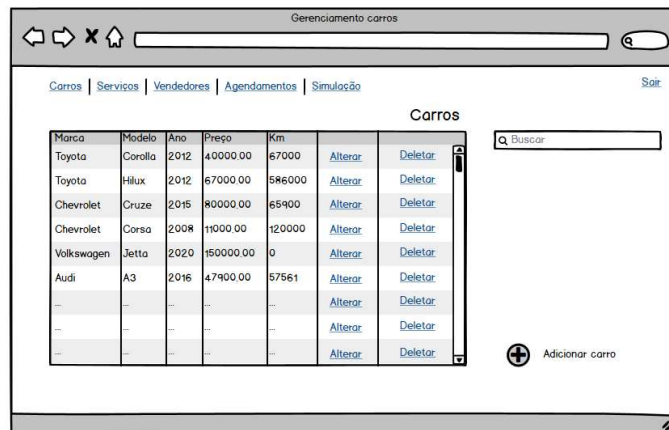 Gerenciamento carros
Carros Serviços Vendedores Agendamentos Simulação Sair
Carros
Buscar
Marca Modelo Ano Preço Km
Toyota Corolla 2012 40000,00 67000 Alterar Deletar
Toyota Hilux 2012 67000,00 586000 Alterar Deletar
Chevrolet Cruze 2015 80000,00 65900 Alterar Deletar
Chevrolet Corsa 2008 11000,00 120000 Alterar Deletar
Volkswagen Jetta 2020 150000,00 0 Alterar Deletar
Audi A3 2016 47900,00 57561 Alterar Deletar
... ... ... ... ... Alterar Deletar
... ... ... ... ... Alterar Deletar
... ... ... ... ... Alterar Deletar
Adicionar carro